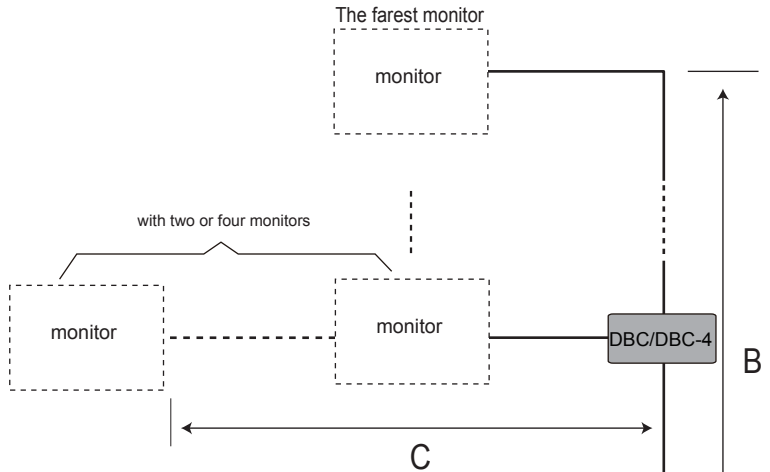 The farest monitor
monitor
with two or four monitors
monitor
monitor
DBC/DBC-4
B
C